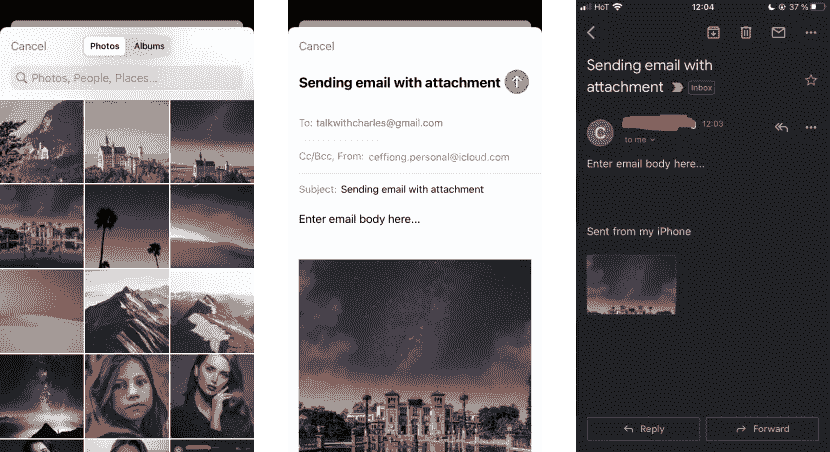 Cancel
Photos
Albums
Photos, People, Places...
Cancel
Sending email with attachment
To: talkwithcharles@gmail.com
Cc/Bcc, From: ceffiong.personal@icloud.com
Subject: Sending email with attachment
Enter email body here...
HoT 12:04 37 %
Sending email with
attachment Inbox
C 12:03
to me
Enter email body here...
Sent from my iPhone
Reply
Forward